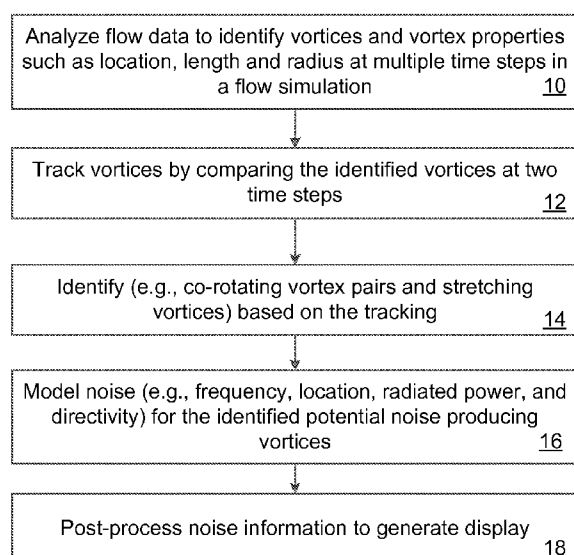 Analyze flow data to identify vortices and vortex properties
such as location, length and radius at multiple time steps in
a flow simulation
10
Track vortices by comparing the identified vortices at two
time steps
12
Identify (e.g., co-rotating vortex pairs and stretching
vortices) based on the tracking
14
Model noise (e.g., frequency, location, radiated power, and
directivity) for the identified potential noise producing
vortices
16
Post-process noise information to generate display
18